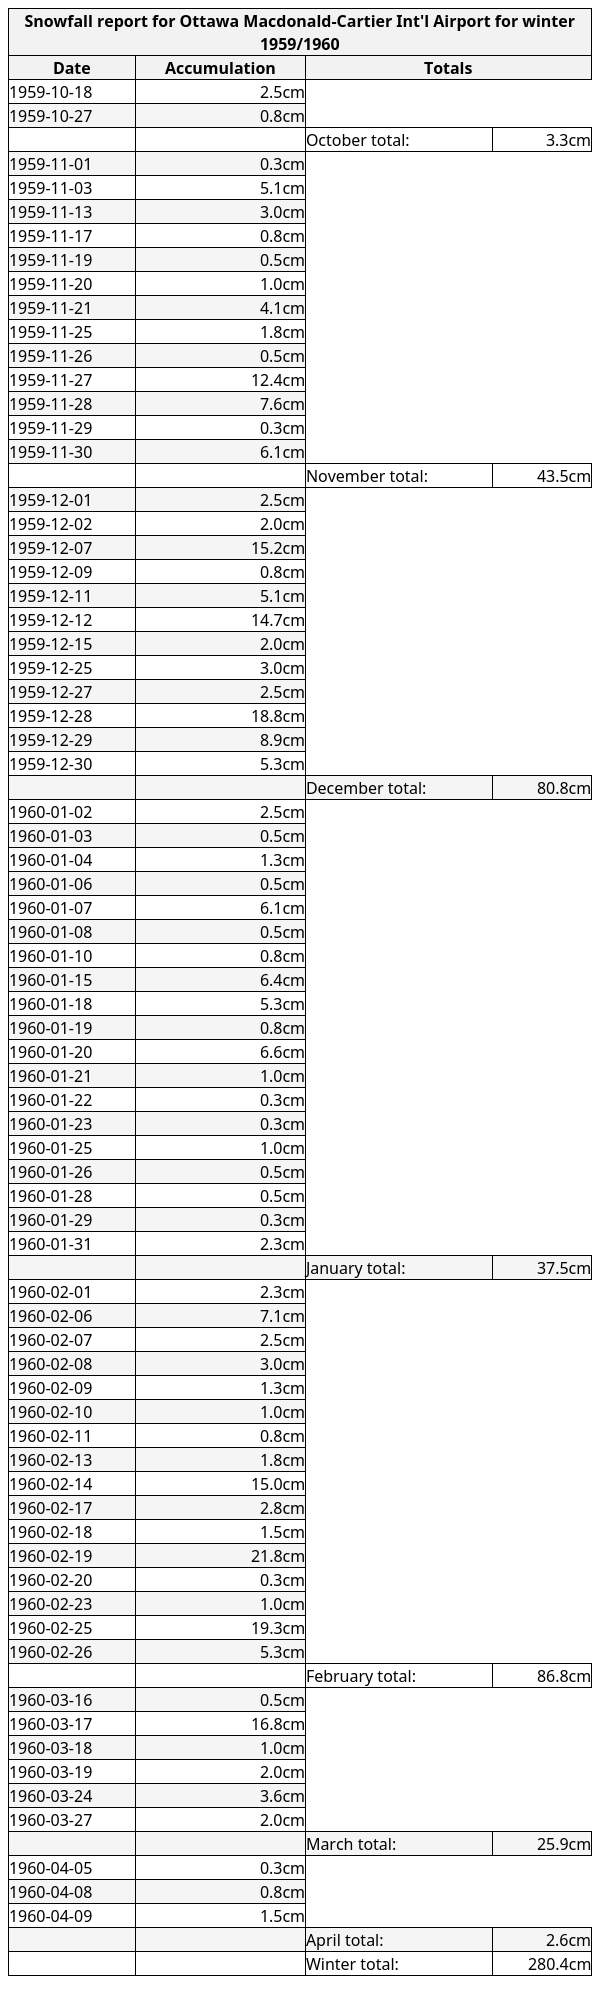 Snowfall report for Ottawa Macdonald-Cartier Int'l Airport for winter
1959/1960
Date Accumulation Totals
1959-10-18 2.5cm
1959-10-27 0.8cm
October total: 3.3cm
1959-11-01 0.3cm
1959-11-03 5.1cm
1959-11-13 3.0cm
1959-11-17 0.8cm
1959-11-19 0.5cm
1959-11-20 1.0cm
1959-11-21 4.1cm
1959-11-25 1.8cm
1959-11-26 0.5cm
1959-11-27 12.4cm
1959-11-28 7.6cm
1959-11-29 0.3cm
1959-11-30 6.1cm
November total: 43.5cm
1959-12-01 2.5cm
1959-12-02 2.0cm
1959-12-07 15.2cm
1959-12-09 0.8cm
1959-12-11 5.1cm
1959-12-12 14.7cm
1959-12-15 2.0cm
1959-12-25 3.0cm
1959-12-27 2.5cm
1959-12-28 18.8cm
1959-12-29 8.9cm
1959-12-30 5.3cm
December total: 80.8cm
1960-01-02 2.5cm
1960-01-03 0.5cm
1960-01-04 1.3cm
1960-01-06 0.5cm
1960-01-07 6.1cm
1960-01-08 0.5cm
1960-01-10 0.8cm
1960-01-15 6.4cm
1960-01-18 5.3cm
1960-01-19 0.8cm
1960-01-20 6.6cm
1960-01-21 1.0cm
1960-01-22 0.3cm
1960-01-23 0.3cm
1960-01-25 1.0cm
1960-01-26 0.5cm
1960-01-28 0.5cm
1960-01-29 0.3cm
1960-01-31 2.3cm
January total: 37.5cm
1960-02-01 2.3cm
1960-02-06 7.1cm
1960-02-07 2.5cm
1960-02-08 3.0cm
1960-02-09 1.3cm
1960-02-10 1.0cm
1960-02-11 0.8cm
1960-02-13 1.8cm
1960-02-14 15.0cm
1960-02-17 2.8cm
1960-02-18 1.5cm
1960-02-19 21.8cm
1960-02-20 0.3cm
1960-02-23 1.0cm
1960-02-25 19.3cm
1960-02-26 5.3cm
February total: 86.8cm
1960-03-16 0.5cm
1960-03-17 16.8cm
1960-03-18 1.0cm
1960-03-19 2.0cm
1960-03-24 3.6cm
1960-03-27 2.0cm
March total: 25.9cm
1960-04-05 0.3cm
1960-04-08 0.8cm
1960-04-09 1.5cm
April total: 2.6cm
Winter total: 280.4cm